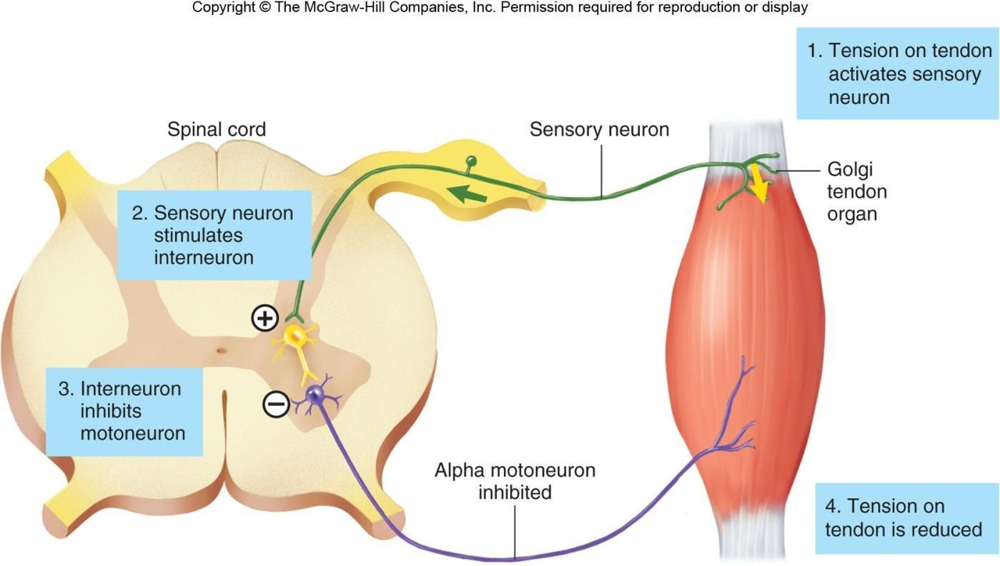 Copyright © The McGraw-Hill Companies, Inc. Permission required for reproduction or display
1. Tension on tendon
activates sensory
neuron
Spinal cord
Sensory neuron
Golgi
tendon
organ
2. Sensory neuron
stimulates
interneuron
+
3. Interneuron
inhibits
motoneuron
−
Alpha motoneuron
inhibited
4. Tension on
tendon is reduced